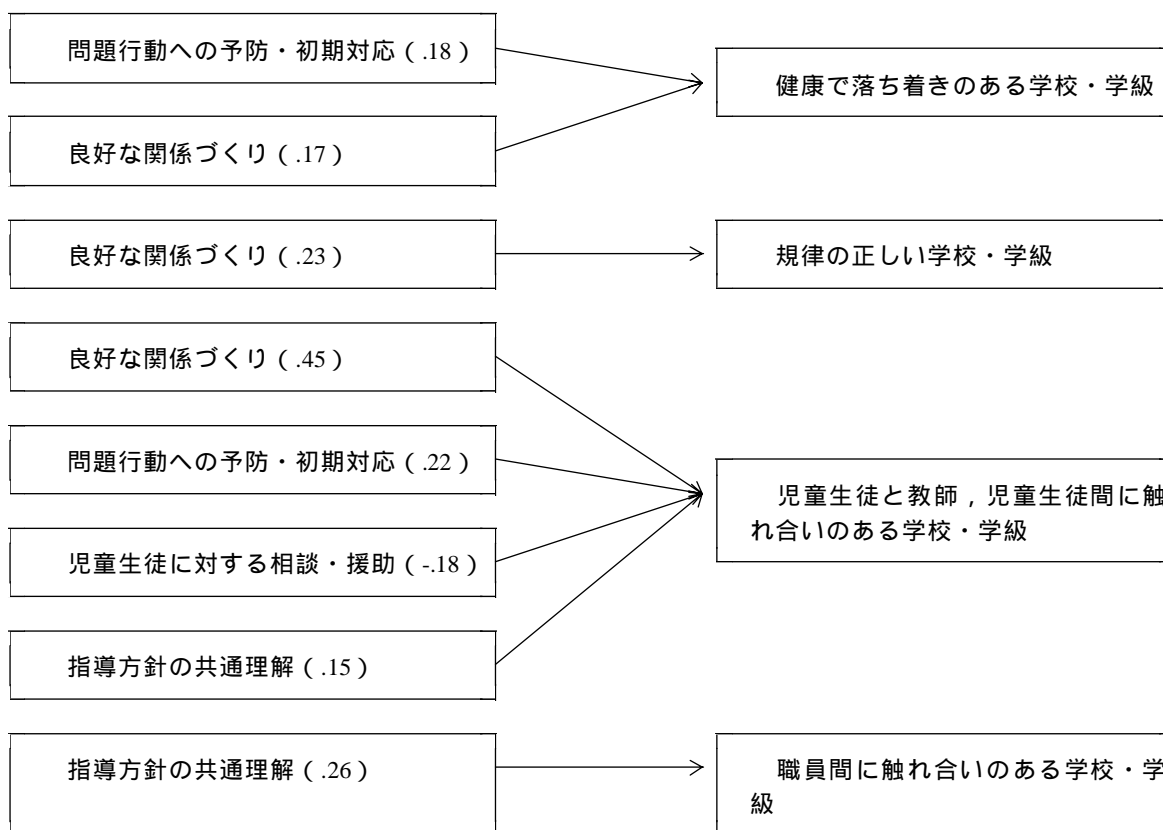 問題行動への予防・初期対応（.18）
良好な関係づくり（.17）
健康で落ち着きのある学校・学級
良好な関係づくり（.23）
規律の正しい学校・学級
良好な関係づくり（.45）
問題行動への予防・初期対応（.22）
児童生徒に対する相談・援助（-.18）
指導方針の共通理解（.15）
児童生徒と教師，児童生徒間に触
れ合いのある学校・学級
指導方針の共通理解（.26）
職員間に触れ合いのある学校・学
級